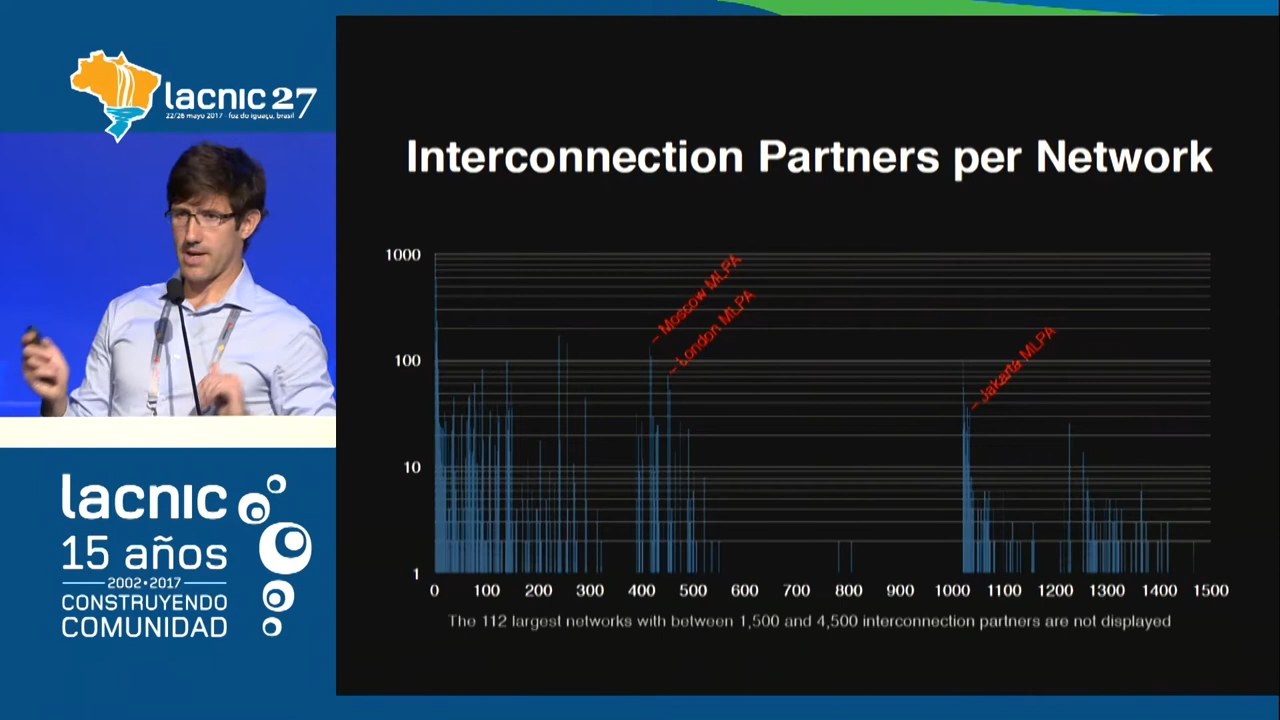 lacnic 27
22/26 mayo 2017 - foz do iguaçu, brasil
Interconnection Partners per Network
1000
100
10
1
– Moscow MLPA
– London MLPA
– Jakarta MLPA
0 100 200 300 400 500 600 700 800 900 1000 1100 1200 1300 1400 1500
The 112 largest networks with between 1,500 and 4,500 interconnection partners are not displayed
lacnic
15 años
2002•2017
CONSTRUYENDO
COMUNIDAD